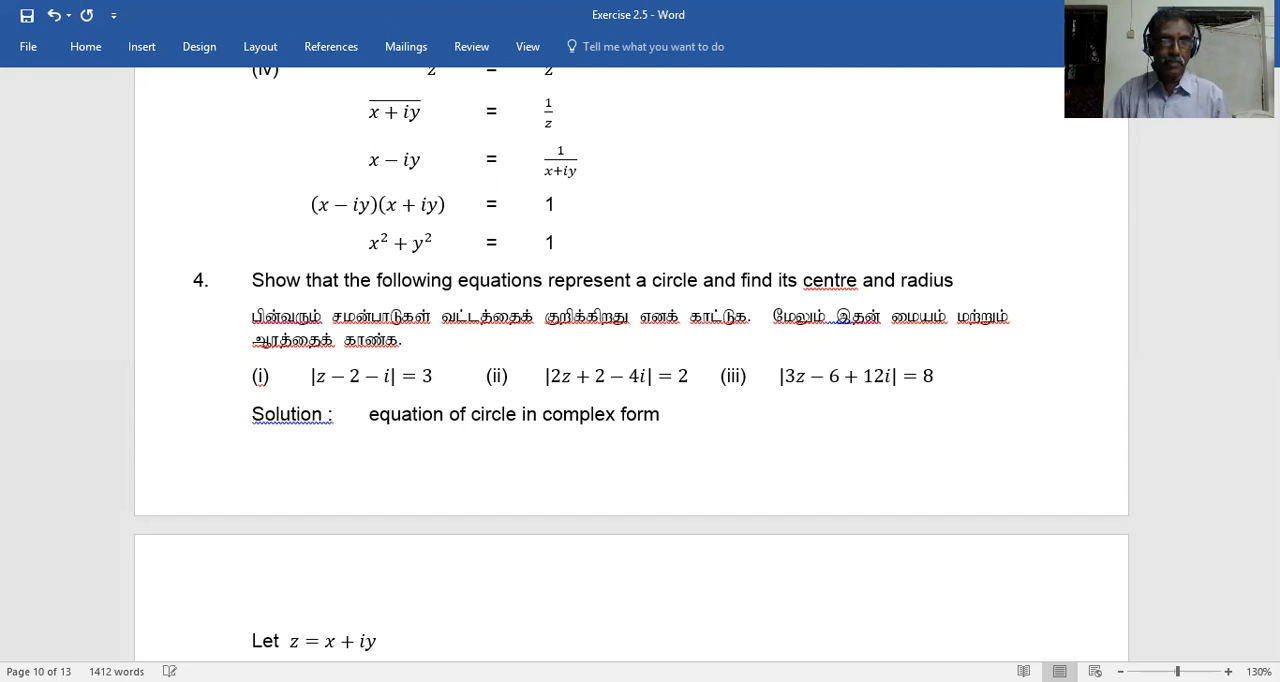 Exercise 2.5 - Word
File Home Insert Design Layout References Mailings Review View Tell me what you want to do
(iv) z = z
x + iy = 1/z
x − iy = 1/(x+iy)
(x − iy)(x + iy) = 1
x² + y² = 1
4. Show that the following equations represent a circle and find its centre and radius
பின்வரும் சமன்பாடுகள் வட்டத்தைக் குறிக்கிறது எனக் காட்டுக. மேலும் இதன் மையம் மற்றும்
ஆரத்தைக் காண்க.
(i) |z − 2 − i| = 3 (ii) |2z + 2 − 4i| = 2 (iii) |3z − 6 + 12i| = 8
Solution : equation of circle in complex form
Let z = x + iy
Page 10 of 13 1412 words 130%